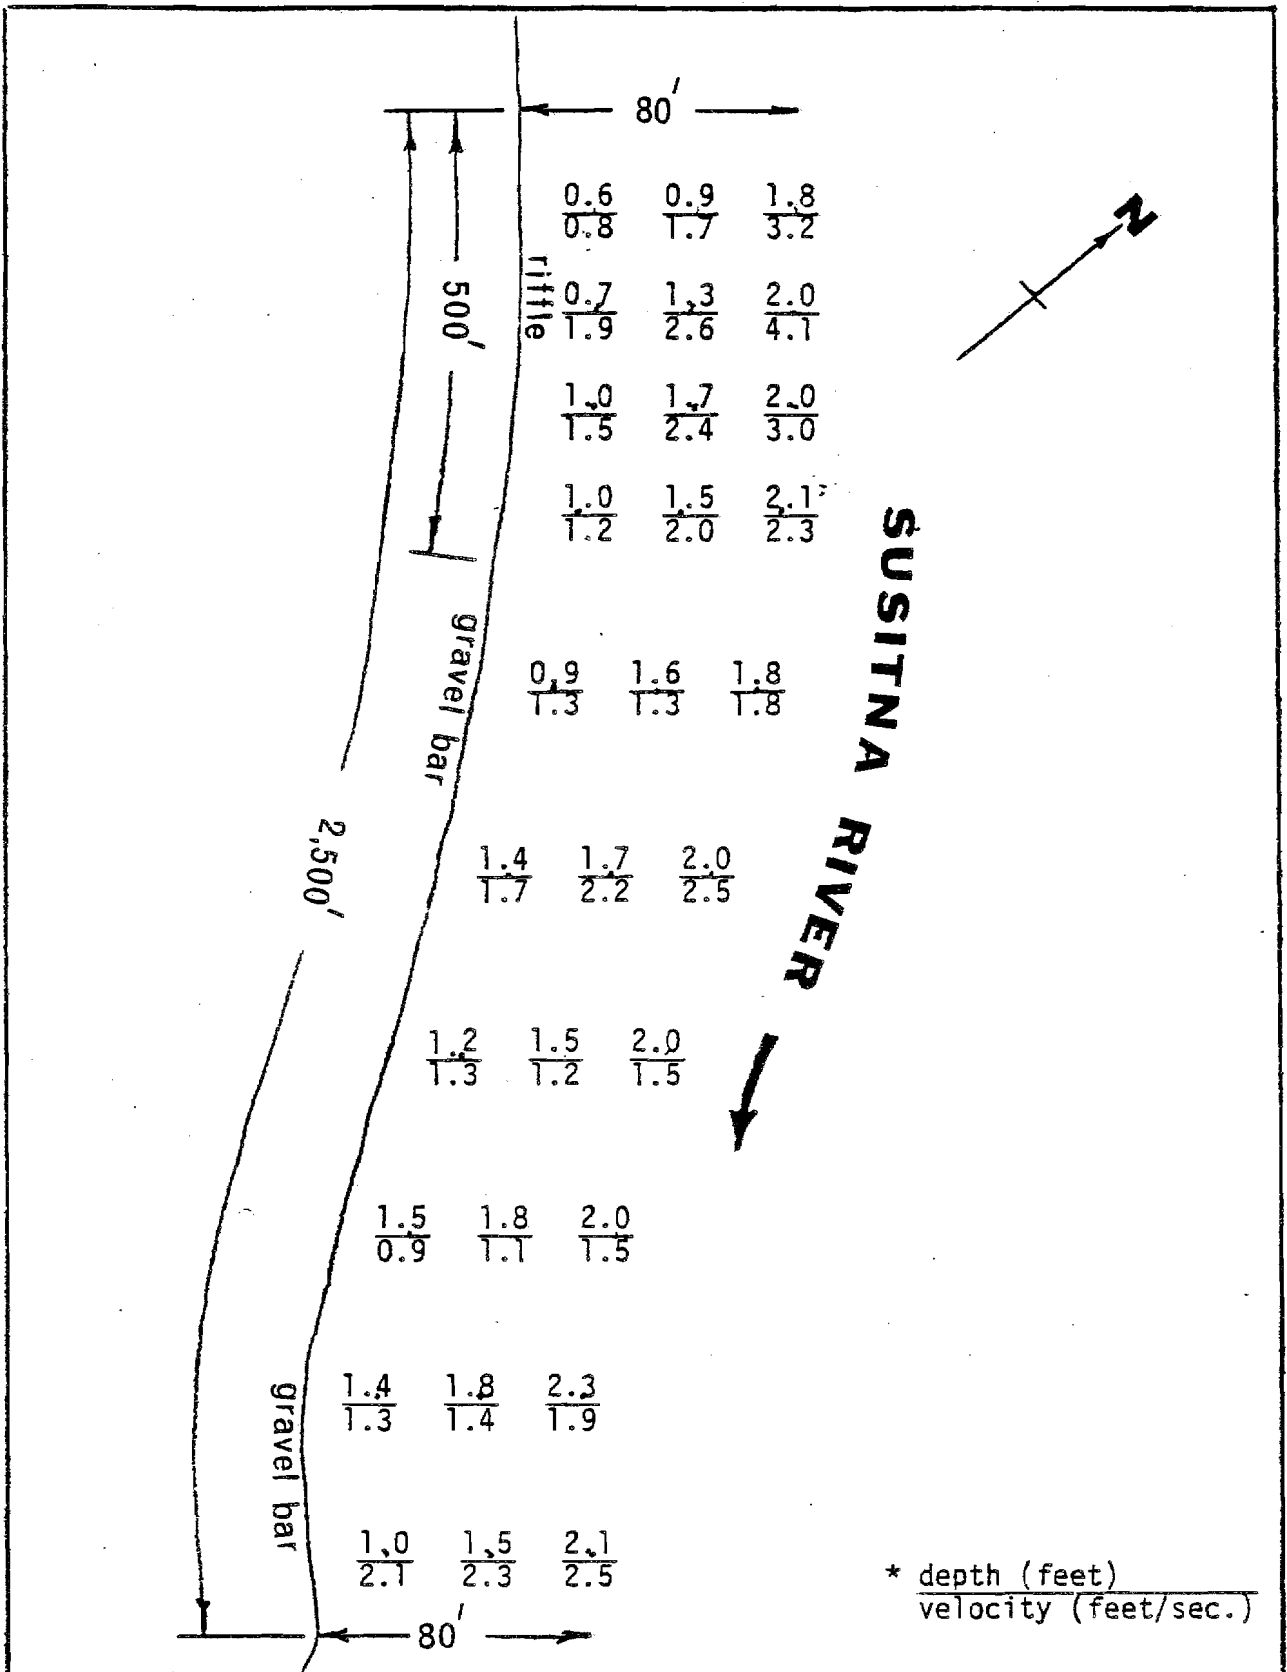 80'
0.6 0.9 1.8
0.8 1.7 3.2
riffle
0.7 1.3 2.0
1.9 2.6 4.1
500'
N
1.0 1.7 2.0
1.5 2.4 3.0
1.0 1.5 2.1
1.2 2.0 2.3
SUSITNA RIVER
gravel bar
0.9 1.6 1.8
1.3 1.3 1.8
2,500'
1.4 1.7 2.0
1.7 2.2 2.5
1.2 1.5 2.0
1.3 1.2 1.5
1.5 1.8 2.0
0.9 1.1 1.5
gravel bar
1.4 1.8 2.3
1.3 1.4 1.9
1.0 1.5 2.1
2.1 2.3 2.5
* depth (feet)
velocity (feet/sec.)
80'